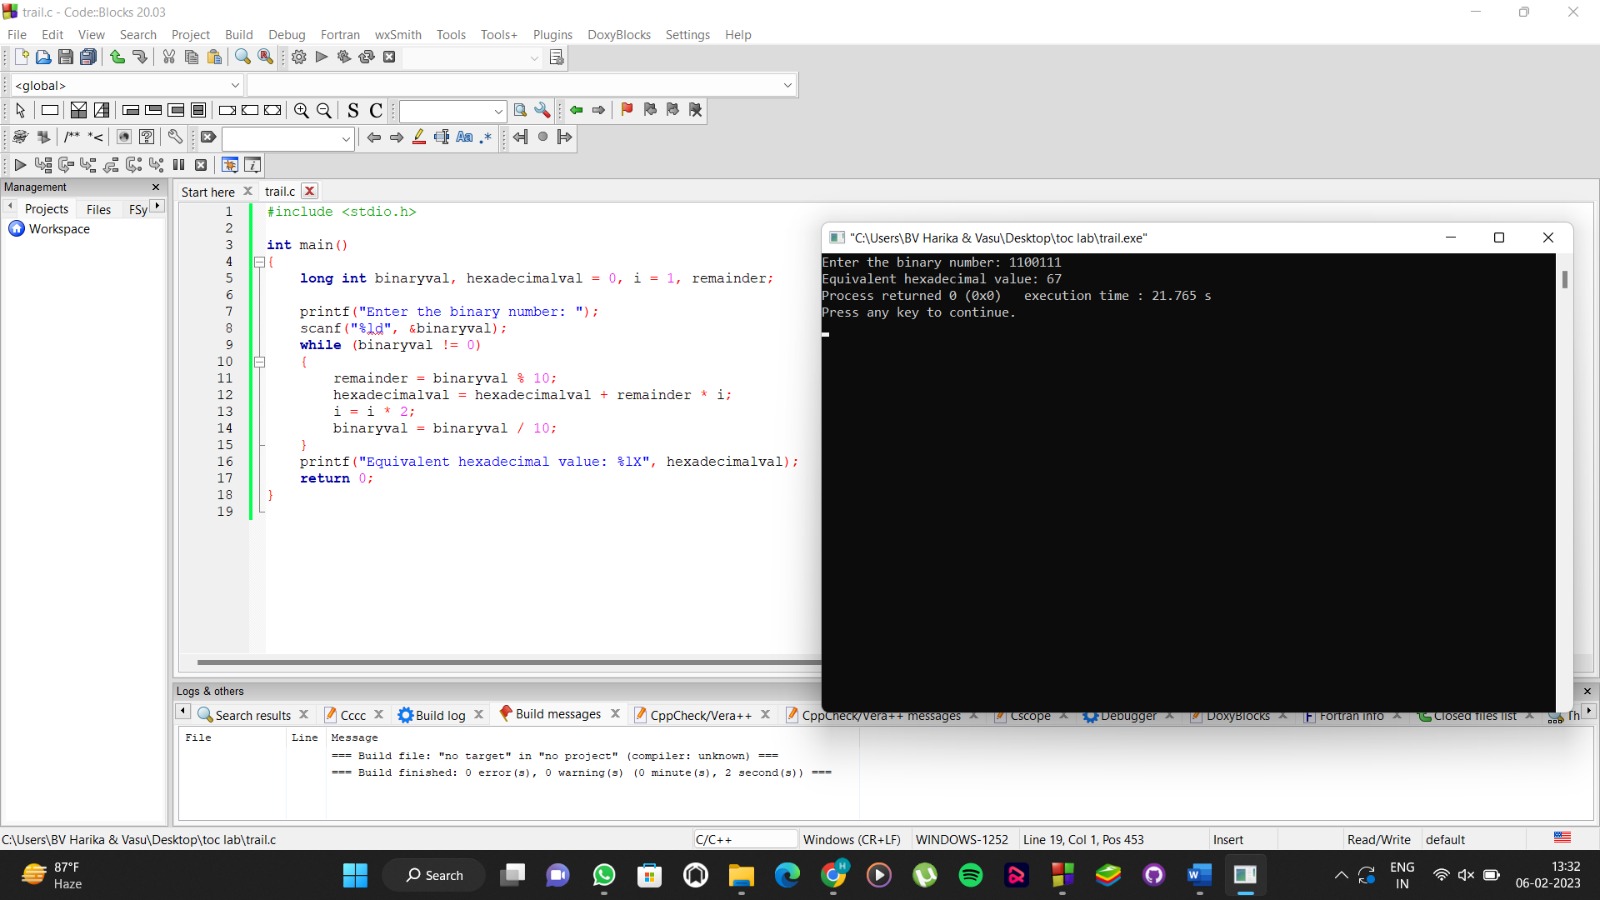 trail.c - Code::Blocks 20.03
File Edit View Search Project Build Debug Fortran wxSmith Tools Tools+ Plugins DoxyBlocks Settings Help
<global>
S C
/** *<
Aa .*
Management
Projects Files FSy
Workspace
Start here trail.c
1 #include <stdio.h>
2
3 int main()
4 {
5 long int binaryval, hexadecimalval = 0, i = 1, remainder;
6
7 printf("Enter the binary number: ");
8 scanf("%ld", &binaryval);
9 while (binaryval != 0)
10 {
11 remainder = binaryval % 10;
12 hexadecimalval = hexadecimalval + remainder * i;
13 i = i * 2;
14 binaryval = binaryval / 10;
15 }
16 printf("Equivalent hexadecimal value: %lX", hexadecimalval);
17 return 0;
18 }
19
"C:\Users\BV Harika & Vasu\Desktop\toc lab\trail.exe"
Enter the binary number: 1100111
Equivalent hexadecimal value: 67
Process returned 0 (0x0) execution time : 21.765 s
Press any key to continue.
Logs & others
Search results Cccc Build log Build messages CppCheck/Vera++ CppCheck/Vera++ messages Cscope Debugger DoxyBlocks Fortran info Closed files list Th
File Line Message
=== Build file: "no target" in "no project" (compiler: unknown) ===
=== Build finished: 0 error(s), 0 warning(s) (0 minute(s), 2 second(s)) ===
C:\Users\BV Harika & Vasu\Desktop\toc lab\trail.c C/C++ Windows (CR+LF) WINDOWS-1252 Line 19, Col 1, Pos 453 Insert Read/Write default
87°F
Haze
Search
ENG
IN
13:32
06-02-2023